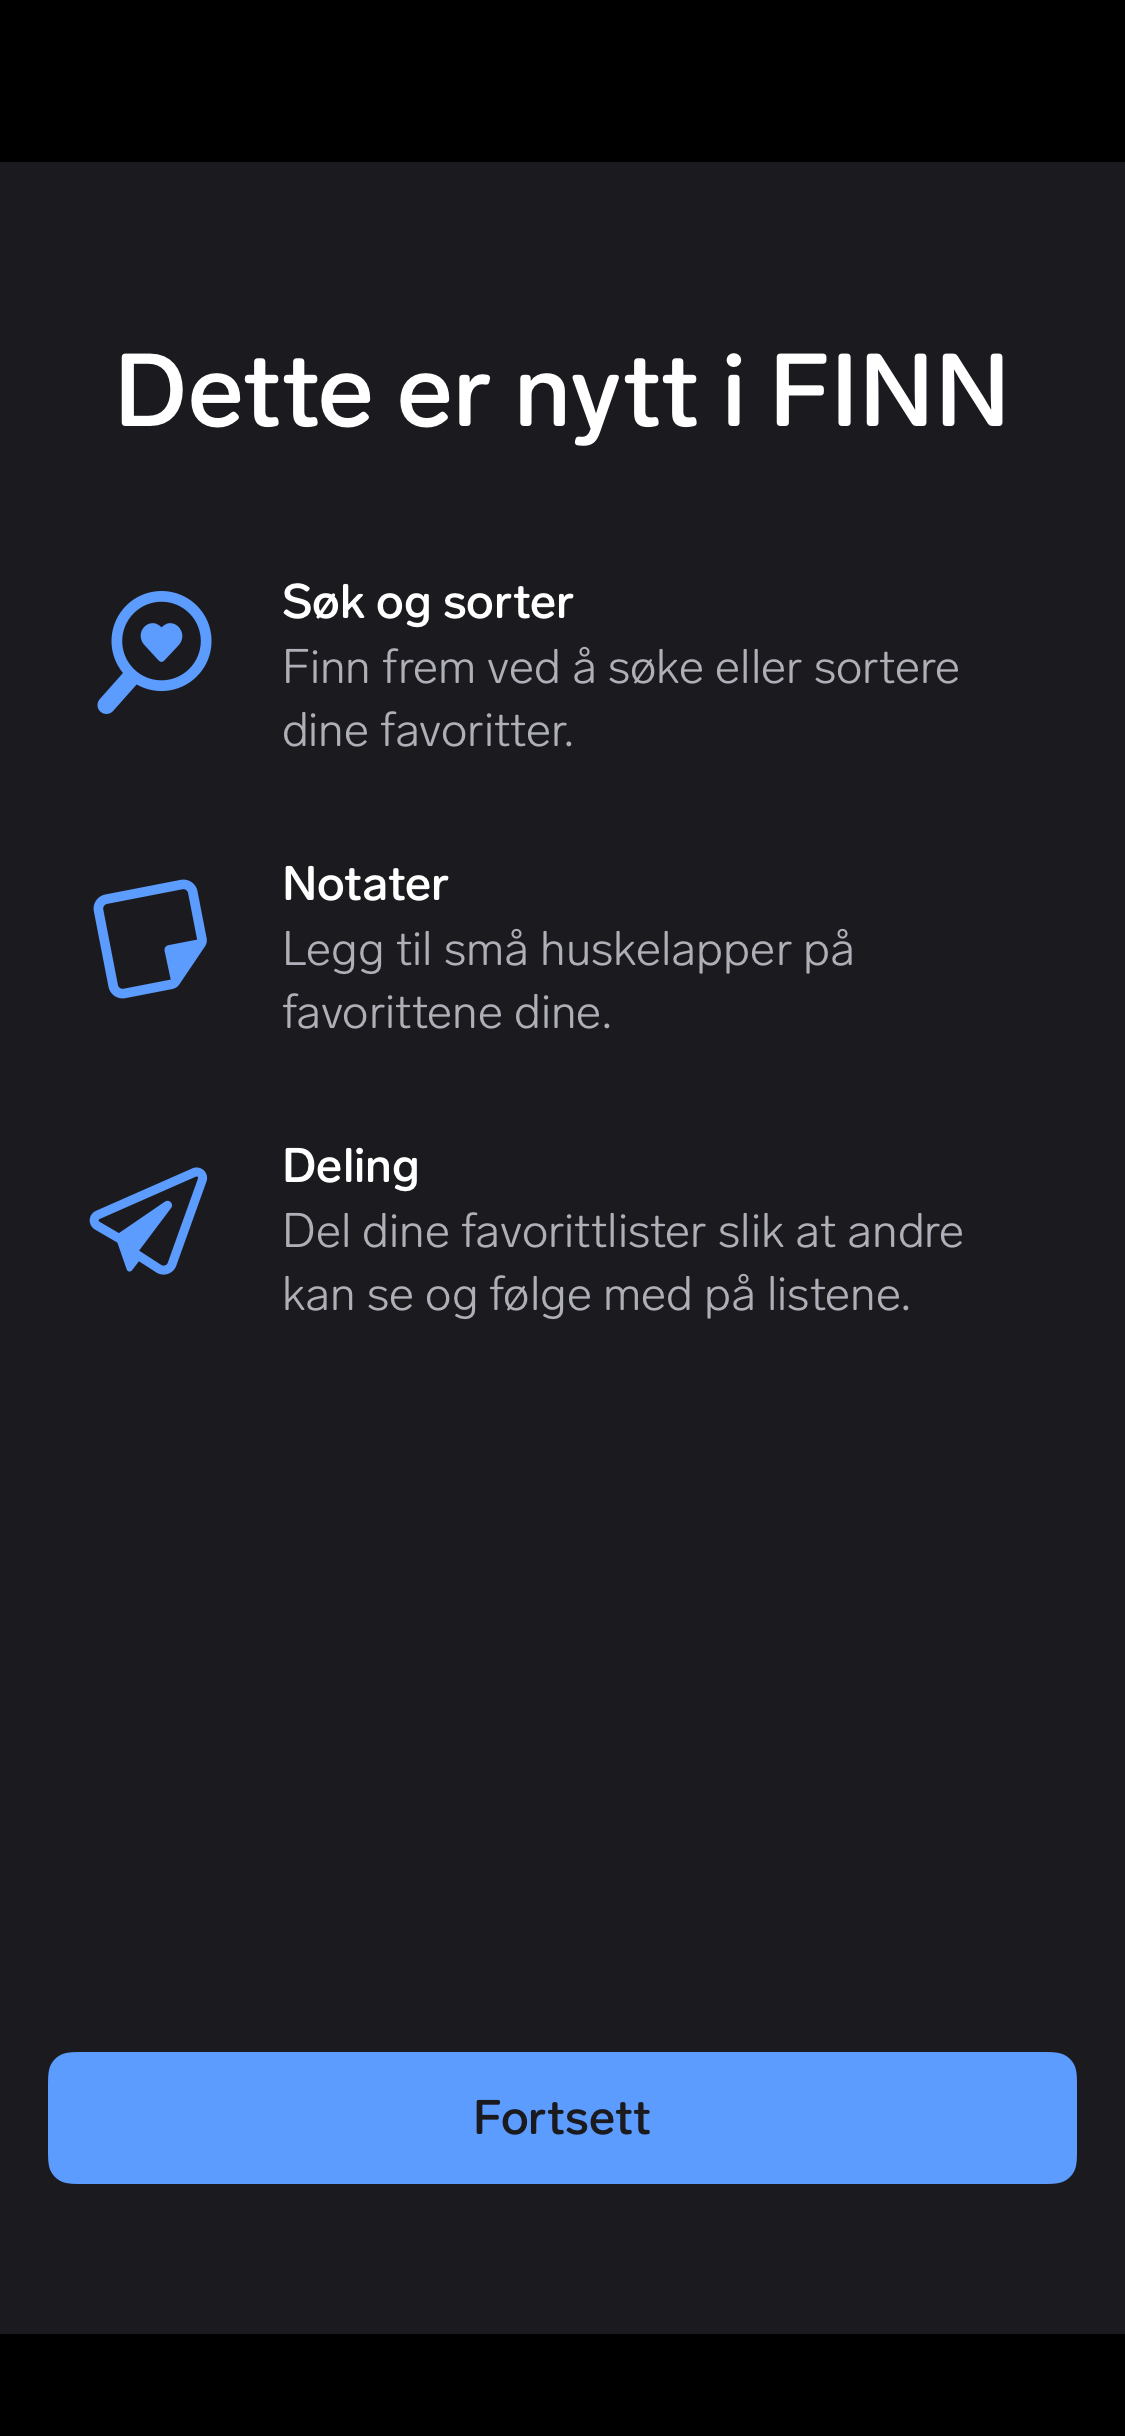 Dette er nytt i FINN
Søk og sorter
Finn frem ved å søke eller sortere
dine favoritter.
Notater
Legg til små huskelapper på
favorittene dine.
Deling
Del dine favorittlister slik at andre
kan se og følge med på listene.
Fortsett